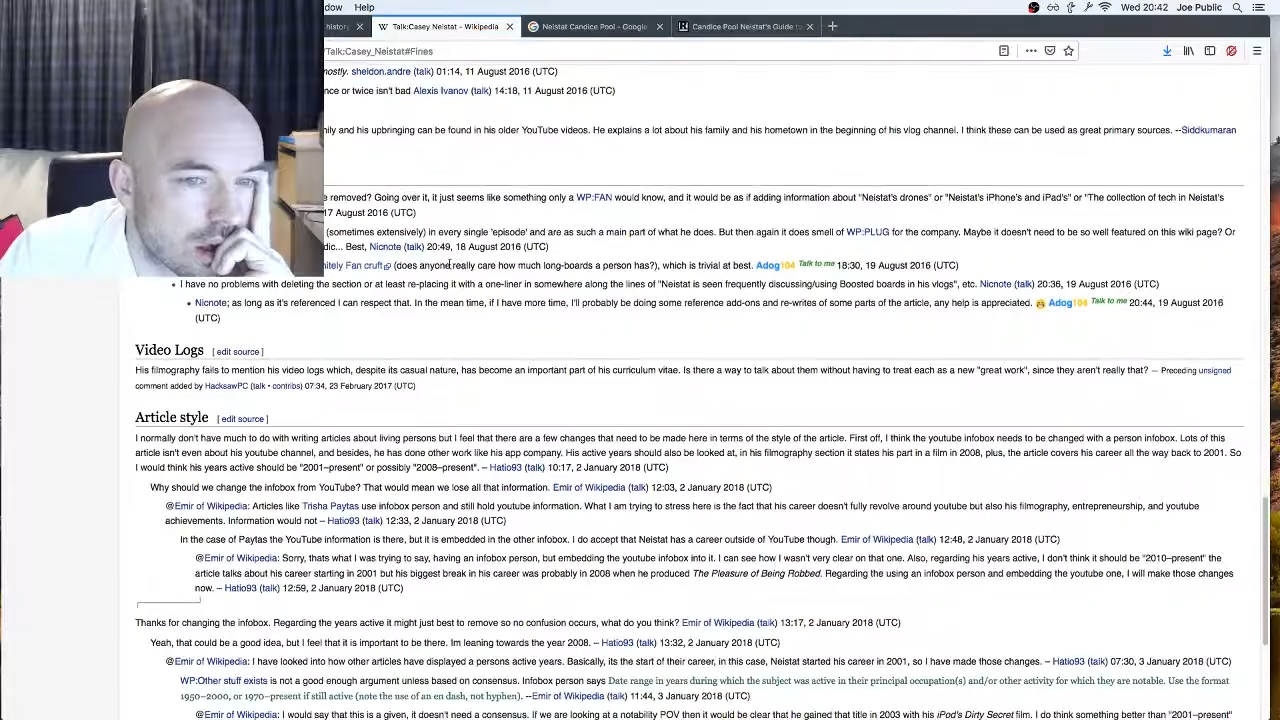 dow Help Wed 20:42 Joe Public
history Talk:Casey Neistat - Wikipedia Neistat Candice Pool - Google Candice Pool Neistat's Guide t
/Talk:Casey_Neistat#Fines
mostly. sheldon.andre (talk) 01:14, 11 August 2016 (UTC)
nce or twice isn't bad Alexis Ivanov (talk) 14:18, 11 August 2016 (UTC)
nily and his upbringing can be found in his older YouTube videos. He explains a lot about his family and his hometown in the beginning of his vlog channel. I think these can be used as great primary sources. --Siddkumaran
e removed? Going over it, it just seems like something only a WP:FAN would know, and it would be as if adding information about "Neistat's drones" or "Neistat's iPhone's and iPad's" or "The collection of tech in Neistat's
17 August 2016 (UTC)
(sometimes extensively) in every single 'episode' and are as such a main part of what he does. But then again it does smell of WP:PLUG for the company. Maybe it doesn't need to be so well featured on this wiki page? Or
dic... Best, Nicnote (talk) 20:49, 18 August 2016 (UTC)
nitely Fan cruft (does anyone really care how much long-boards a person has?), which is trivial at best. Adog104 Talk to me 18:30, 19 August 2016 (UTC)
I have no problems with deleting the section or at least re-placing it with a one-liner in somewhere along the lines of "Neistat is seen frequently discussing/using Boosted boards in his vlogs", etc. Nicnote (talk) 20:36, 19 August 2016 (UTC)
Nicnote; as long as it's referenced I can respect that. In the mean time, if I have more time, I'll probably be doing some reference add-ons and re-writes of some parts of the article, any help is appreciated. Adog104 Talk to me 20:44, 19 August 2016
(UTC)
Video Logs [ edit source ]
His filmography fails to mention his video logs which, despite its casual nature, has become an important part of his curriculum vitae. Is there a way to talk about them without having to treat each as a new "great work", since they aren't really that? — Preceding unsigned
comment added by HacksawPC (talk • contribs) 07:34, 23 February 2017 (UTC)
Article style [ edit source ]
I normally don't have much to do with writing articles about living persons but I feel that there are a few changes that need to be made here in terms of the style of the article. First off, I think the youtube infobox needs to be changed with a person infobox. Lots of this
article isn't even about his youtube channel, and besides, he has done other work like his app company. His active years should also be looked at, in his filmography section it states his part in a film in 2008, plus, the article covers his career all the way back to 2001. So
I would think his years active should be "2001–present" or possibly "2008–present". – Hatio93 (talk) 10:17, 2 January 2018 (UTC)
Why should we change the infobox from YouTube? That would mean we lose all that information. Emir of Wikipedia (talk) 12:03, 2 January 2018 (UTC)
@Emir of Wikipedia: Articles like Trisha Paytas use infobox person and still hold youtube information. What I am trying to stress here is the fact that his career doesn't fully revolve around youtube but also his filmography, entrepreneurship, and youtube
achievements. Information would not – Hatio93 (talk) 12:33, 2 January 2018 (UTC)
In the case of Paytas the YouTube information is there, but it is embedded in the other infobox. I do accept that Neistat has a career outside of YouTube though. Emir of Wikipedia (talk) 12:48, 2 January 2018 (UTC)
@Emir of Wikipedia: Sorry, thats what I was trying to say, having an infobox person, but embedding the youtube infobox into it. I can see how I wasn't very clear on that one. Also, regarding his years active, I don't think it should be "2010–present" the
article talks about his career starting in 2001 but his biggest break in his career was probably in 2008 when he produced The Pleasure of Being Robbed. Regarding the using an infobox person and embedding the youtube one, I will make those changes
now. – Hatio93 (talk) 12:59, 2 January 2018 (UTC)
Thanks for changing the infobox. Regarding the years active it might just best to remove so no confusion occurs, what do you think? Emir of Wikipedia (talk) 13:17, 2 January 2018 (UTC)
Yeah, that could be a good idea, but I feel that it is important to be there. Im leaning towards the year 2008. – Hatio93 (talk) 13:32, 2 January 2018 (UTC)
@Emir of Wikipedia: I have looked into how other articles have displayed a persons active years. Basically, its the start of their career, in this case, Neistat started his career in 2001, so I have made those changes. – Hatio93 (talk) 07:30, 3 January 2018 (UTC)
WP:Other stuff exists is not a good enough argument unless based on consensus. Infobox person says Date range in years during which the subject was active in their principal occupation(s) and/or other activity for which they are notable. Use the format
1950–2000, or 1970–present if still active (note the use of an en dash, not hyphen). --Emir of Wikipedia (talk) 11:44, 3 January 2018 (UTC)
@Emir of Wikipedia: I would say that this is a given, it doesn't need a consensus. If we are looking at a notability POV then it would be clear that he gained that title in 2003 with his iPod's Dirty Secret film. I do think something better than "2001–present"